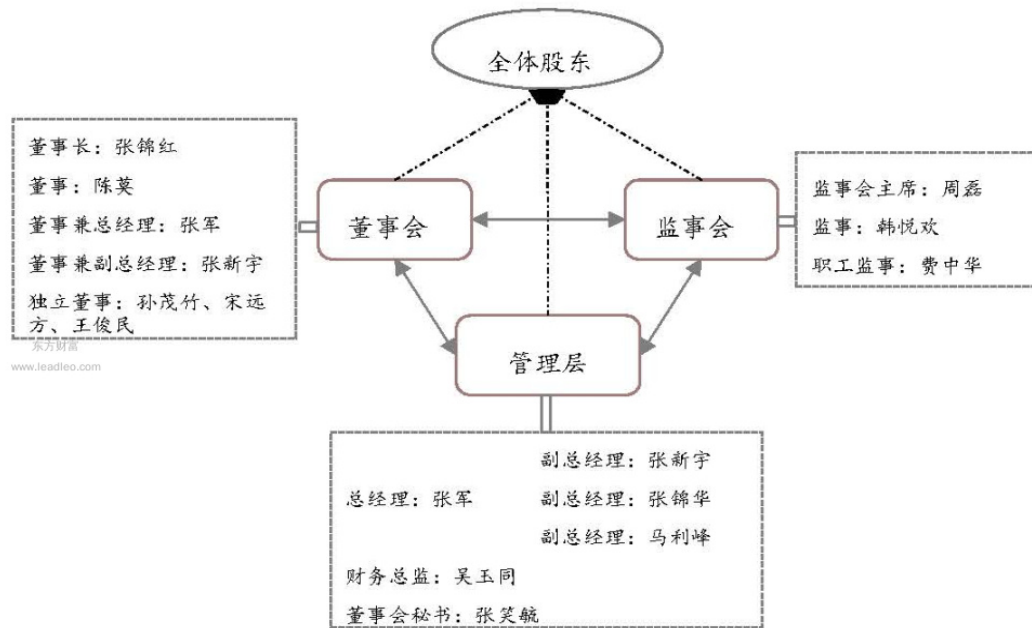 全体股东
董事长：张锦红
董事：陈莫
董事兼总经理：张军
董事兼副总经理：张新宇
独立董事：孙茂竹、宋远
方、王俊民
董事会
监事会
监事会主席：周磊
监事：韩悦欢
职工监事：费中华
东方财富
www.leadleo.com
管理层
副总经理：张新宇
总经理：张军
副总经理：张锦华
副总经理：马利峰
财务总监：吴玉同
董事会秘书：张笑毓